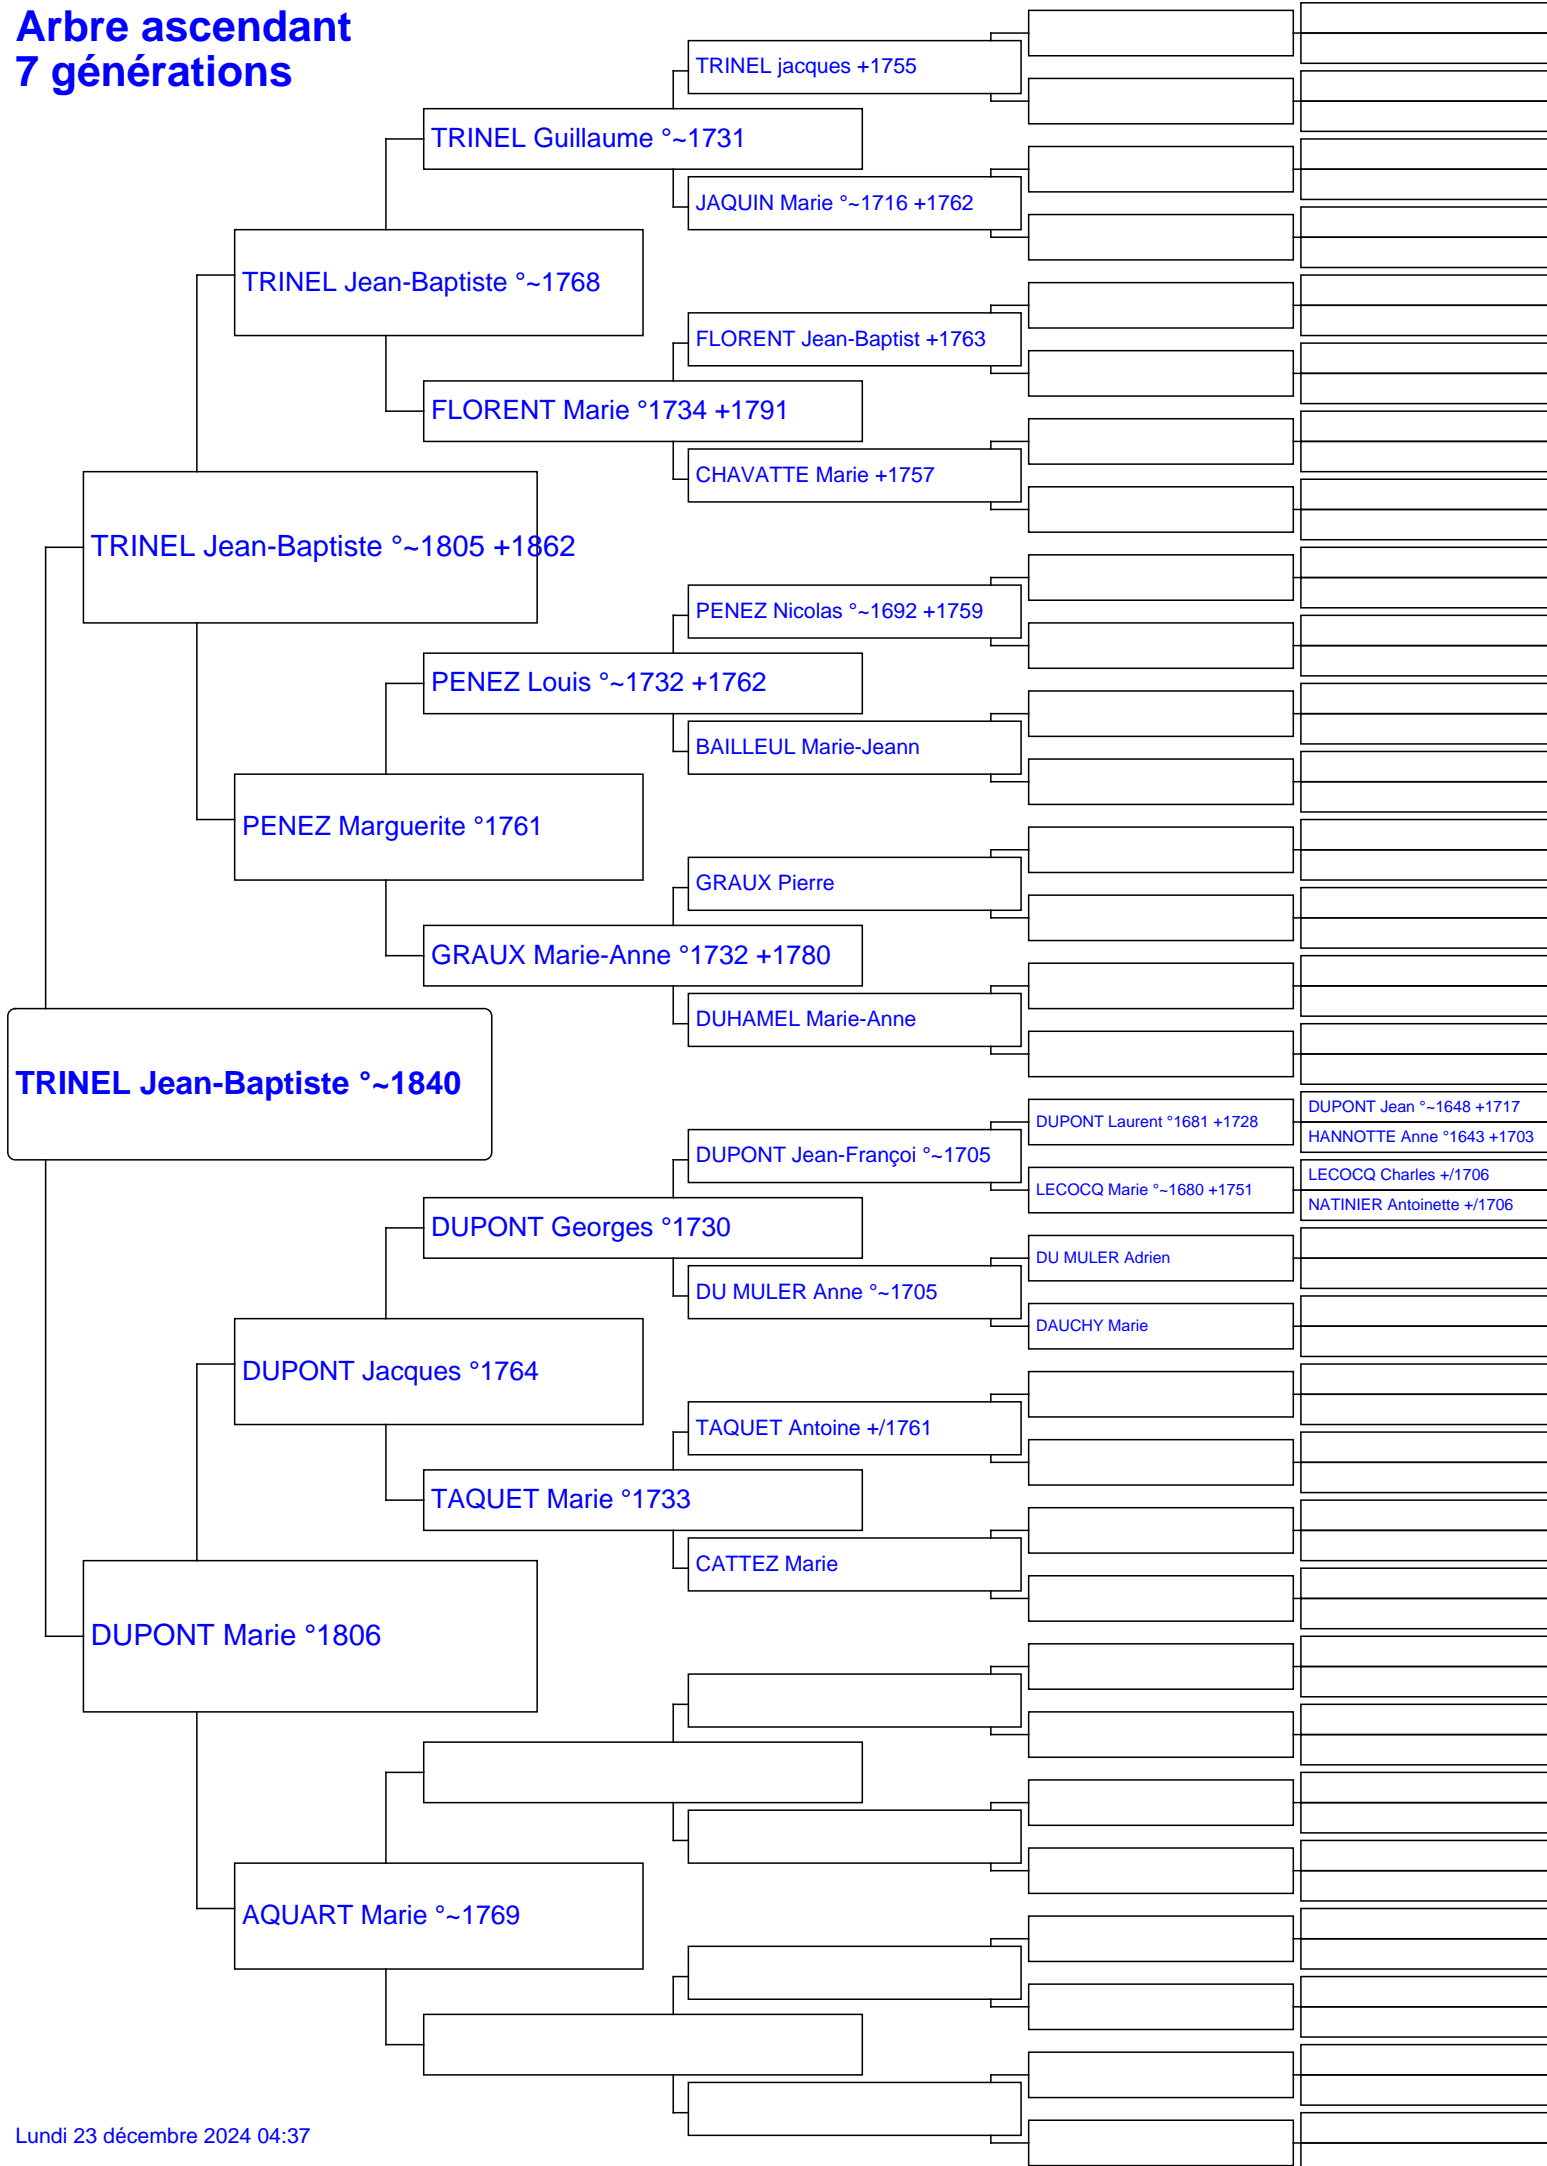 Arbre ascendant
7 générations
TRINEL jacques +1755
TRINEL Guillaume °~1731
JAQUIN Marie °~1716 +1762
TRINEL Jean-Baptiste °~1768
FLORENT Jean-Baptist +1763
FLORENT Marie °1734 +1791
CHAVATTE Marie +1757
TRINEL Jean-Baptiste °~1805 +1862
PENEZ Nicolas °~1692 +1759
PENEZ Louis °~1732 +1762
BAILLEUL Marie-Jeann
PENEZ Marguerite °1761
GRAUX Pierre
GRAUX Marie-Anne °1732 +1780
DUHAMEL Marie-Anne
TRINEL Jean-Baptiste °~1840
DUPONT Jean °~1648 +1717
DUPONT Laurent °1681 +1728
HANNOTTE Anne °1643 +1703
DUPONT Jean-Françoi °~1705
LECOCQ Charles +/1706
LECOCQ Marie °~1680 +1751
NATINIER Antoinette +/1706
DUPONT Georges °1730
DU MULER Adrien
DU MULER Anne °~1705
DAUCHY Marie
DUPONT Jacques °1764
TAQUET Antoine +/1761
TAQUET Marie °1733
CATTEZ Marie
DUPONT Marie °1806
AQUART Marie °~1769
Lundi 23 décembre 2024 04:37